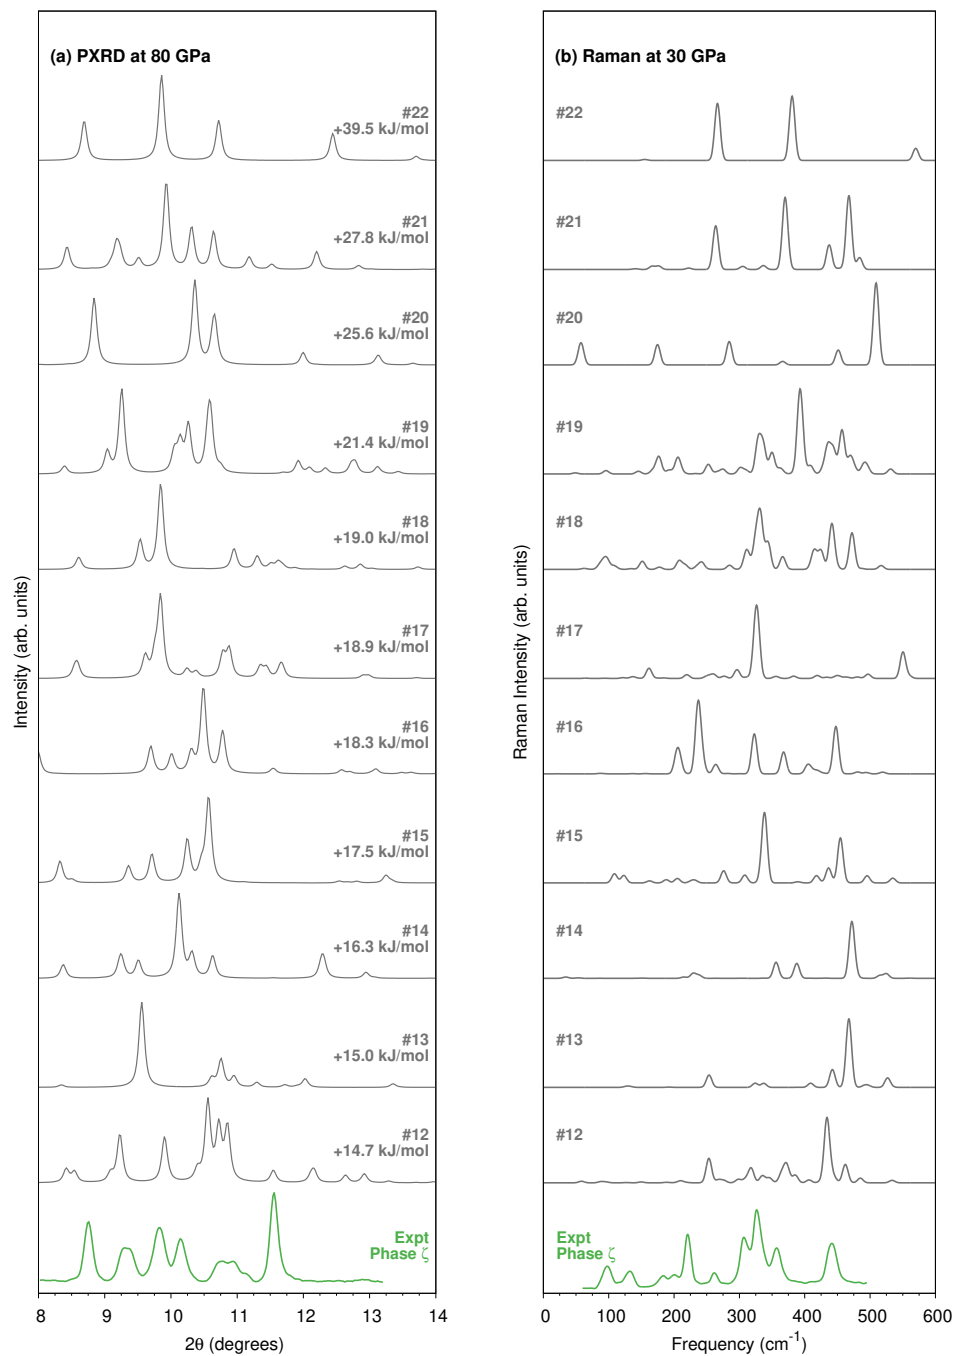 (a) PXRD at 80 GPa
#22
+39.5 kJ/mol
#21
+27.8 kJ/mol
#20
+25.6 kJ/mol
#19
+21.4 kJ/mol
#18
+19.0 kJ/mol
#17
+18.9 kJ/mol
#16
+18.3 kJ/mol
#15
+17.5 kJ/mol
#14
+16.3 kJ/mol
#13
+15.0 kJ/mol
#12
+14.7 kJ/mol
Expt
Phase ζ
Intensity (arb. units)
8 9 10 11 12 13 14
2θ (degrees)
(b) Raman at 30 GPa
#22
#21
#20
#19
#18
#17
#16
#15
#14
#13
#12
Expt
Phase ζ
Raman Intensity (arb. units)
0 100 200 300 400 500 600
Frequency (cm⁻¹)